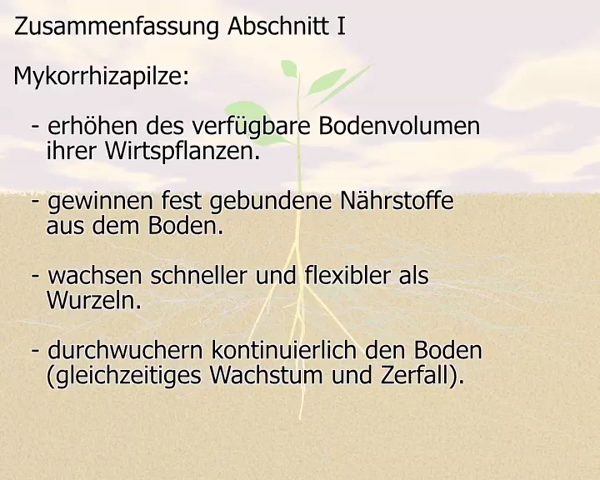 Zusammenfassung Abschnitt I
Mykorrhizapilze:
- erhöhen des verfügbare Bodenvolumen
ihrer Wirtspflanzen.
- gewinnen fest gebundene Nährstoffe
aus dem Boden.
- wachsen schneller und flexibler als
Wurzeln.
- durchwuchern kontinuierlich den Boden
(gleichzeitiges Wachstum und Zerfall).